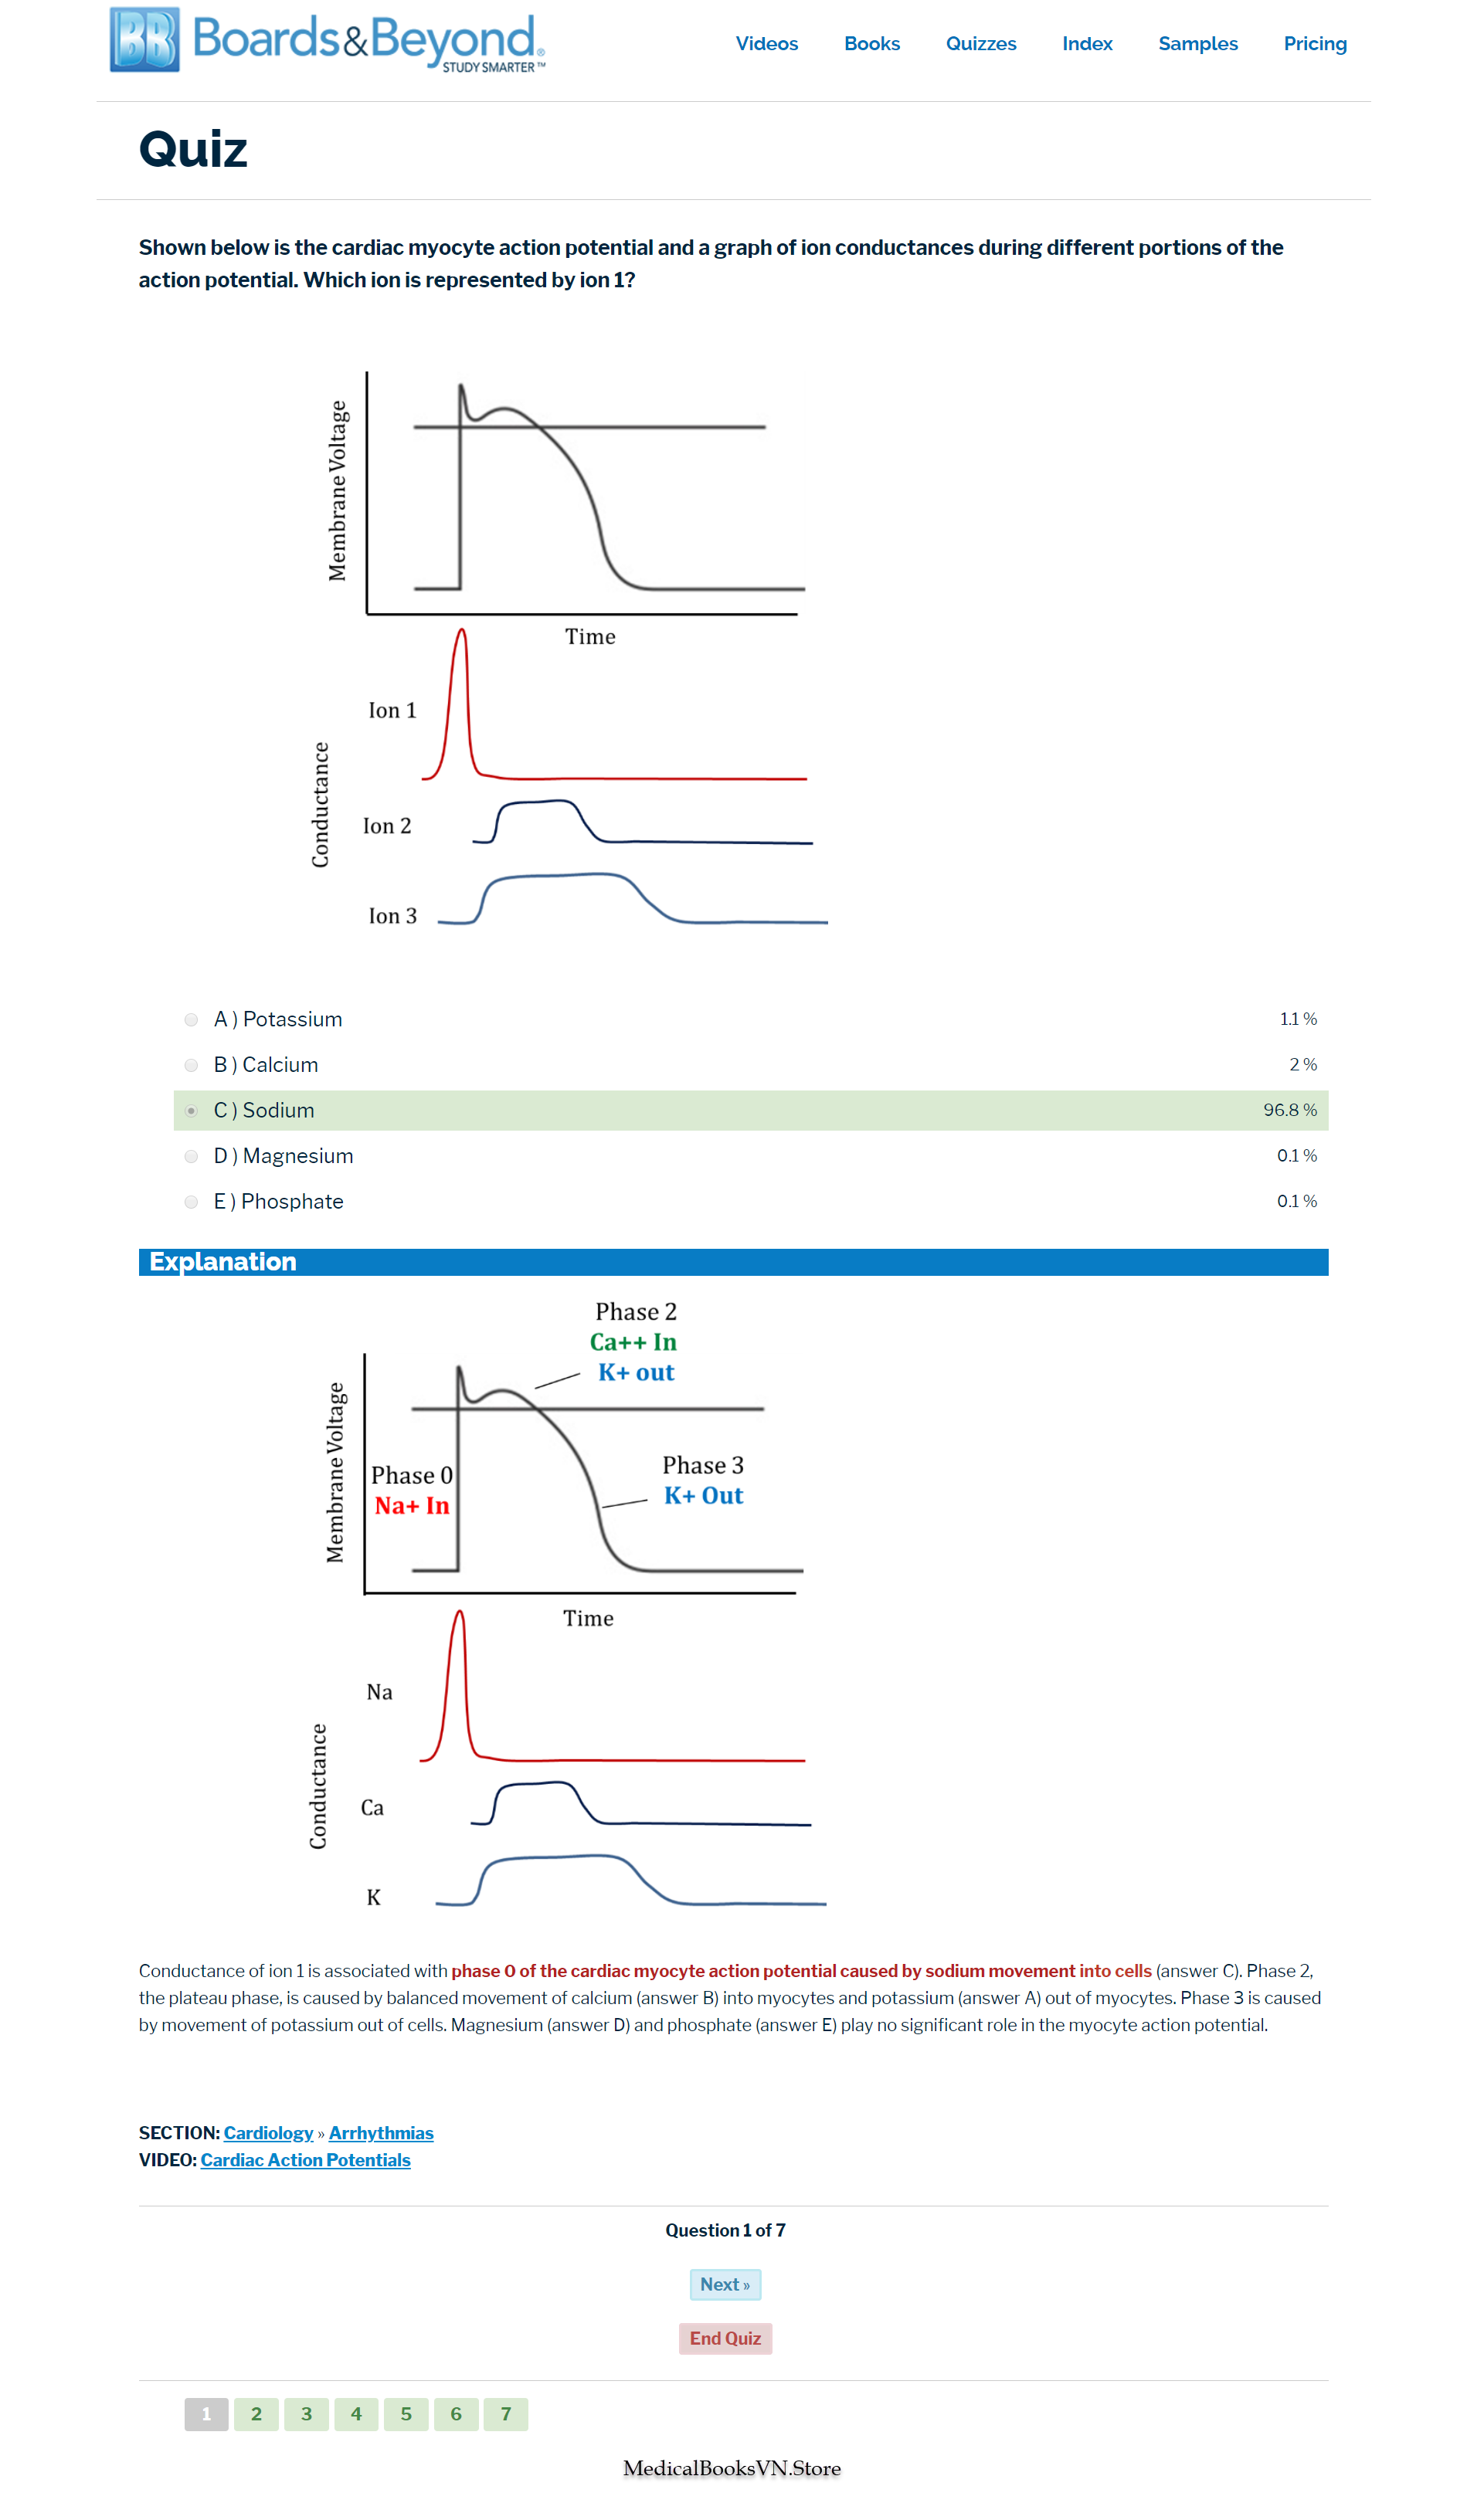 BB Boards&Beyond®
STUDY SMARTER™
Videos Books Quizzes Index Samples Pricing
Quiz
Shown below is the cardiac myocyte action potential and a graph of ion conductances during different portions of the
action potential. Which ion is represented by ion 1?
Membrane Voltage
Time
Ion 1
Conductance
Ion 2
Ion 3
A ) Potassium 1.1 %
B ) Calcium 2 %
C ) Sodium 96.8 %
D ) Magnesium 0.1 %
E ) Phosphate 0.1 %
Explanation
Phase 2
Ca++ In
K+ out
Membrane Voltage
Phase 0
Na+ In
Phase 3
K+ Out
Time
Na
Conductance
Ca
K
Conductance of ion 1 is associated with phase 0 of the cardiac myocyte action potential caused by sodium movement into cells (answer C). Phase 2,
the plateau phase, is caused by balanced movement of calcium (answer B) into myocytes and potassium (answer A) out of myocytes. Phase 3 is caused
by movement of potassium out of cells. Magnesium (answer D) and phosphate (answer E) play no significant role in the myocyte action potential.
SECTION: Cardiology » Arrhythmias
VIDEO: Cardiac Action Potentials
Question 1 of 7
Next »
End Quiz
1 2 3 4 5 6 7
MedicalBooksVN.Store